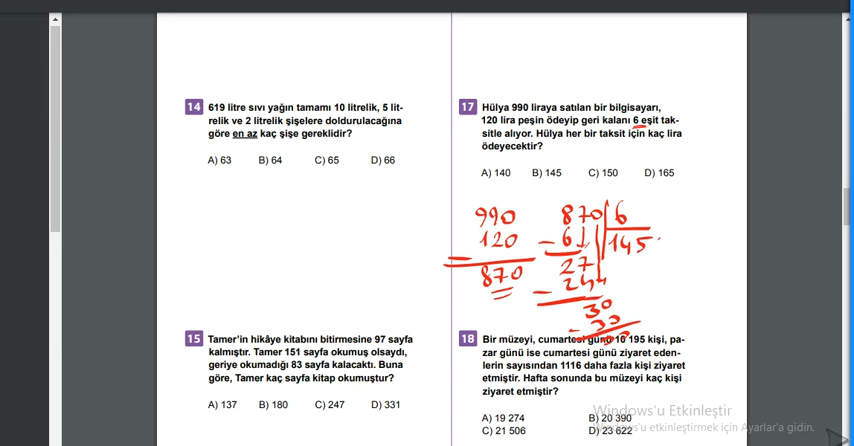 14 619 litre sıvı yağın tamamı 10 litrelik, 5 lit-
relik ve 2 litrelik şişelere doldurulacağına
göre en az kaç şişe gereklidir?
A) 63 B) 64 C) 65 D) 66
15 Tamer'in hikâye kitabını bitirmesine 97 sayfa
kalmıştır. Tamer 151 sayfa okumuş olsaydı,
geriye okumadığı 83 sayfa kalacaktı. Buna
göre, Tamer kaç sayfa kitap okumuştur?
A) 137 B) 180 C) 247 D) 331
17 Hülya 990 liraya satılan bir bilgisayarı,
120 lira peşin ödeyip geri kalanı 6 eşit tak-
sitle alıyor. Hülya her bir taksit için kaç lira
ödeyecektir?
A) 140 B) 145 C) 150 D) 165
990
120
870
870 6
145
27
24
30
18 Bir müzeyi, cumartesi günü 10 195 kişi, pa-
zar günü ise cumartesi günü ziyaret eden-
lerin sayısından 1116 daha fazla kişi ziyaret
etmiştir. Hafta sonunda bu müzeyi kaç kişi
ziyaret etmiştir?
A) 19 274 B) 20 390
C) 21 506 D) 23 622
Windows'u Etkinleştir
Windows'u etkinleştirmek için Ayarlar'a gidin.